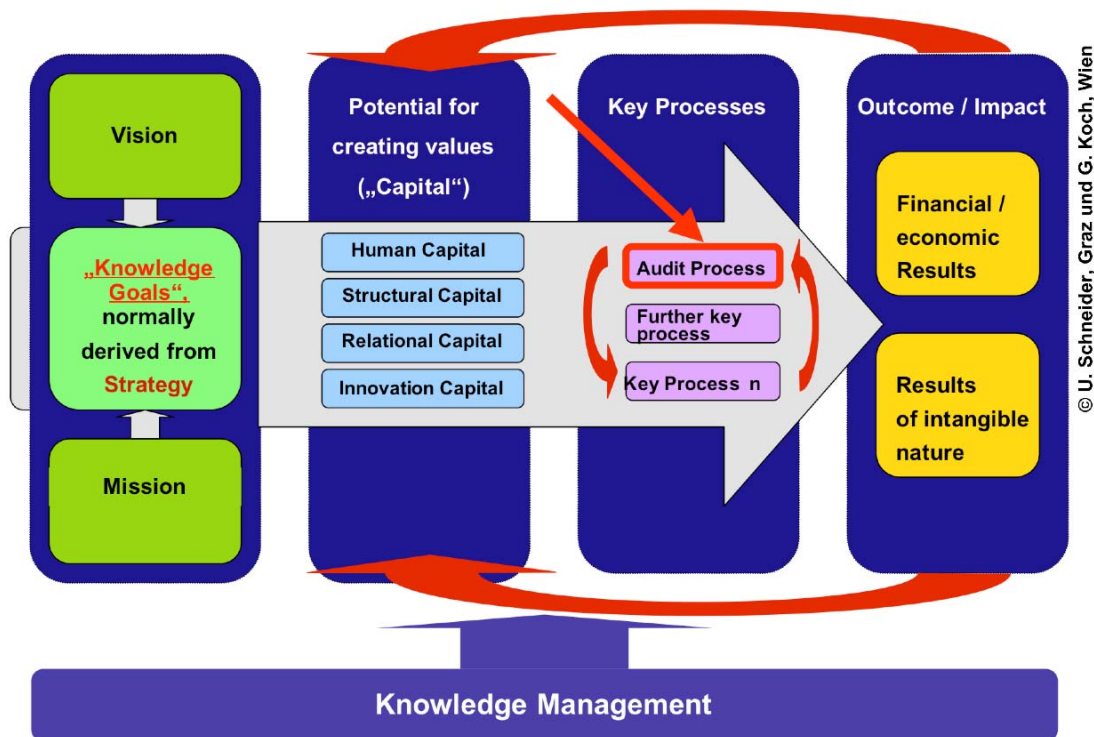 Vision
„Knowledge
Goals“,
normally
derived from
Strategy
Mission
Potential for
creating values
(„Capital“)
Human Capital
Structural Capital
Relational Capital
Innovation Capital
Key Processes
Audit Process
Further key
process
Key Process n
Outcome / Impact
Financial /
economic
Results
Results
of intangible
nature
© U. Schneider, Graz und G. Koch, Wien
Knowledge Management